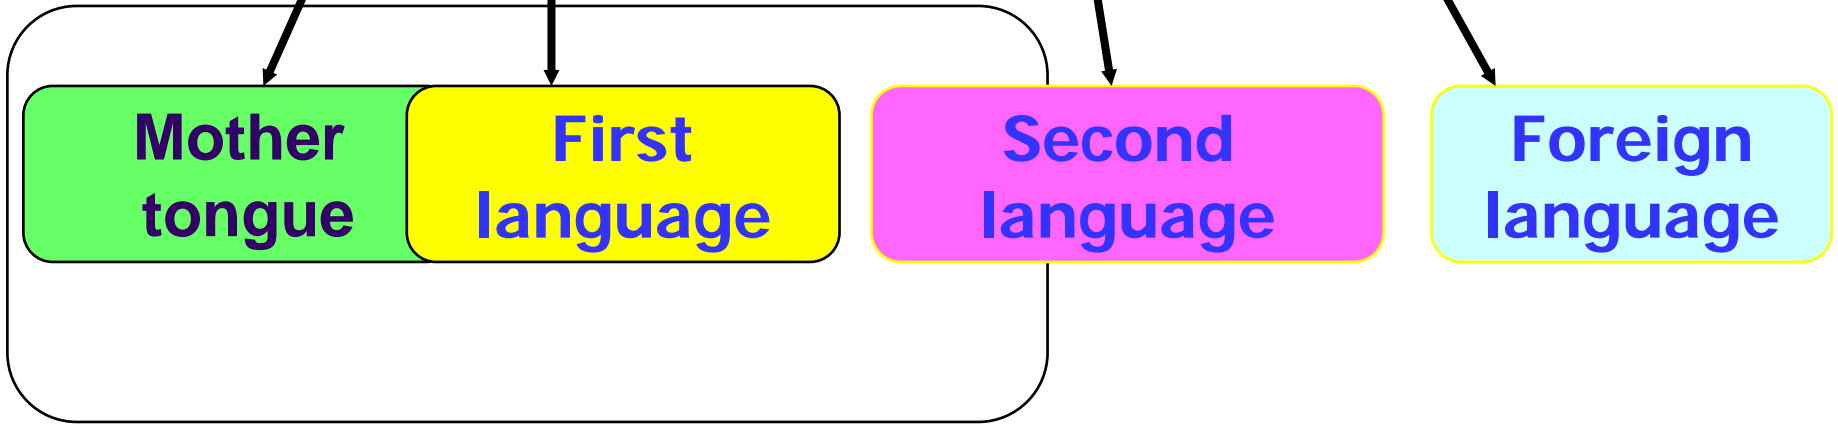 Mother
tongue
First
language
Second
language
Foreign
language